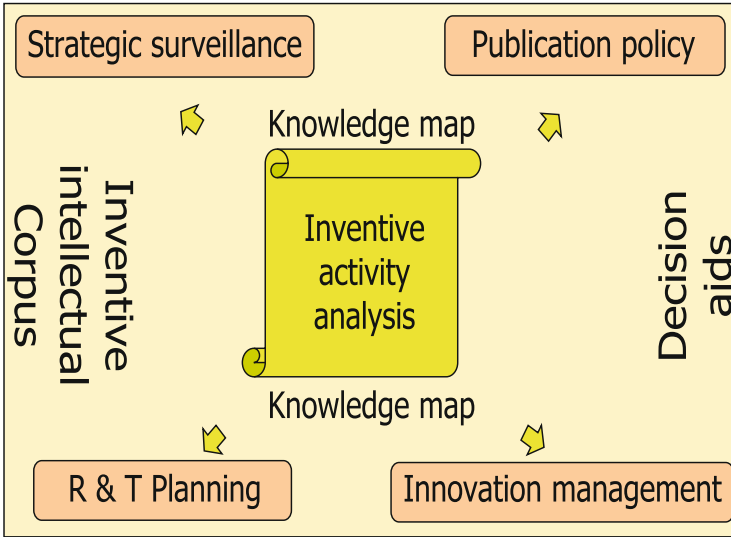 Strategic surveillance
Publication policy
Knowledge map
Inventive
intellectual
Corpus
Inventive
activity
analysis
Decision
aids
Knowledge map
R & T Planning
Innovation management